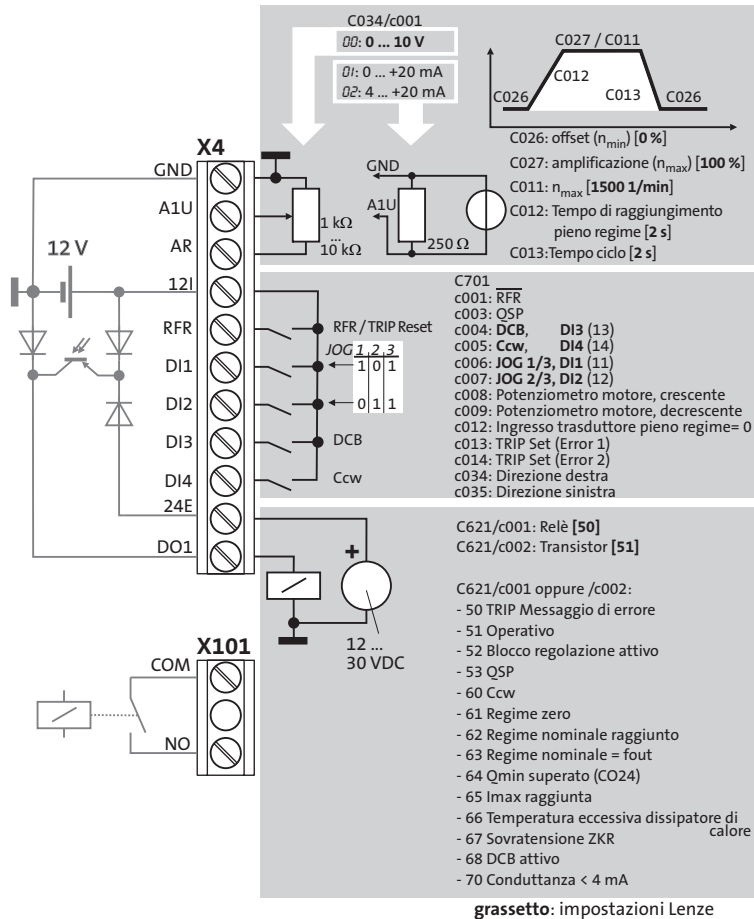 C034/c001
00: 0 ... 10 V
01: 0 ... +20 mA
02: 4 ... +20 mA
C027 / C011
C012
C026
C013
C026
C026: offset (nmin) [0 %]
C027: amplificazione (nmax) [100 %]
C011: nmax [1500 1/min]
C012: Tempo di raggiungimento
pieno regime [2 s]
C013:Tempo ciclo [2 s]
X4
GND
A1U
AR
12I
RFR
DI1
DI2
DI3
DI4
24E
DO1
12 V
1 kΩ
...
10 kΩ
GND
A1U
250 Ω
RFR / TRIP Reset
JOG 1 2 3
1 0 1
0 1 1
DCB
Ccw
C701
c001: RFR
c003: QSP
c004: DCB, DI3 (13)
c005: Ccw, DI4 (14)
c006: JOG 1/3, DI1 (11)
c007: JOG 2/3, DI2 (12)
c008: Potenziometro motore, crescente
c009: Potenziometro motore, decrescente
c012: Ingresso trasduttore pieno regime= 0
c013: TRIP Set (Error 1)
c014: TRIP Set (Error 2)
c034: Direzione destra
c035: Direzione sinistra
+
12 ...
30 VDC
C621/c001: Relè [50]
C621/c002: Transistor [51]
C621/c001 oppure /c002:
- 50 TRIP Messaggio di errore
- 51 Operativo
- 52 Blocco regolazione attivo
- 53 QSP
- 60 Ccw
- 61 Regime zero
- 62 Regime nominale raggiunto
- 63 Regime nominale = fout
- 64 Qmin superato (CO24)
- 65 Imax raggiunta
- 66 Temperatura eccessiva dissipatore di
calore
- 67 Sovratensione ZKR
- 68 DCB attivo
- 70 Conduttanza < 4 mA
X101
COM
NO
grassetto: impostazioni Lenze